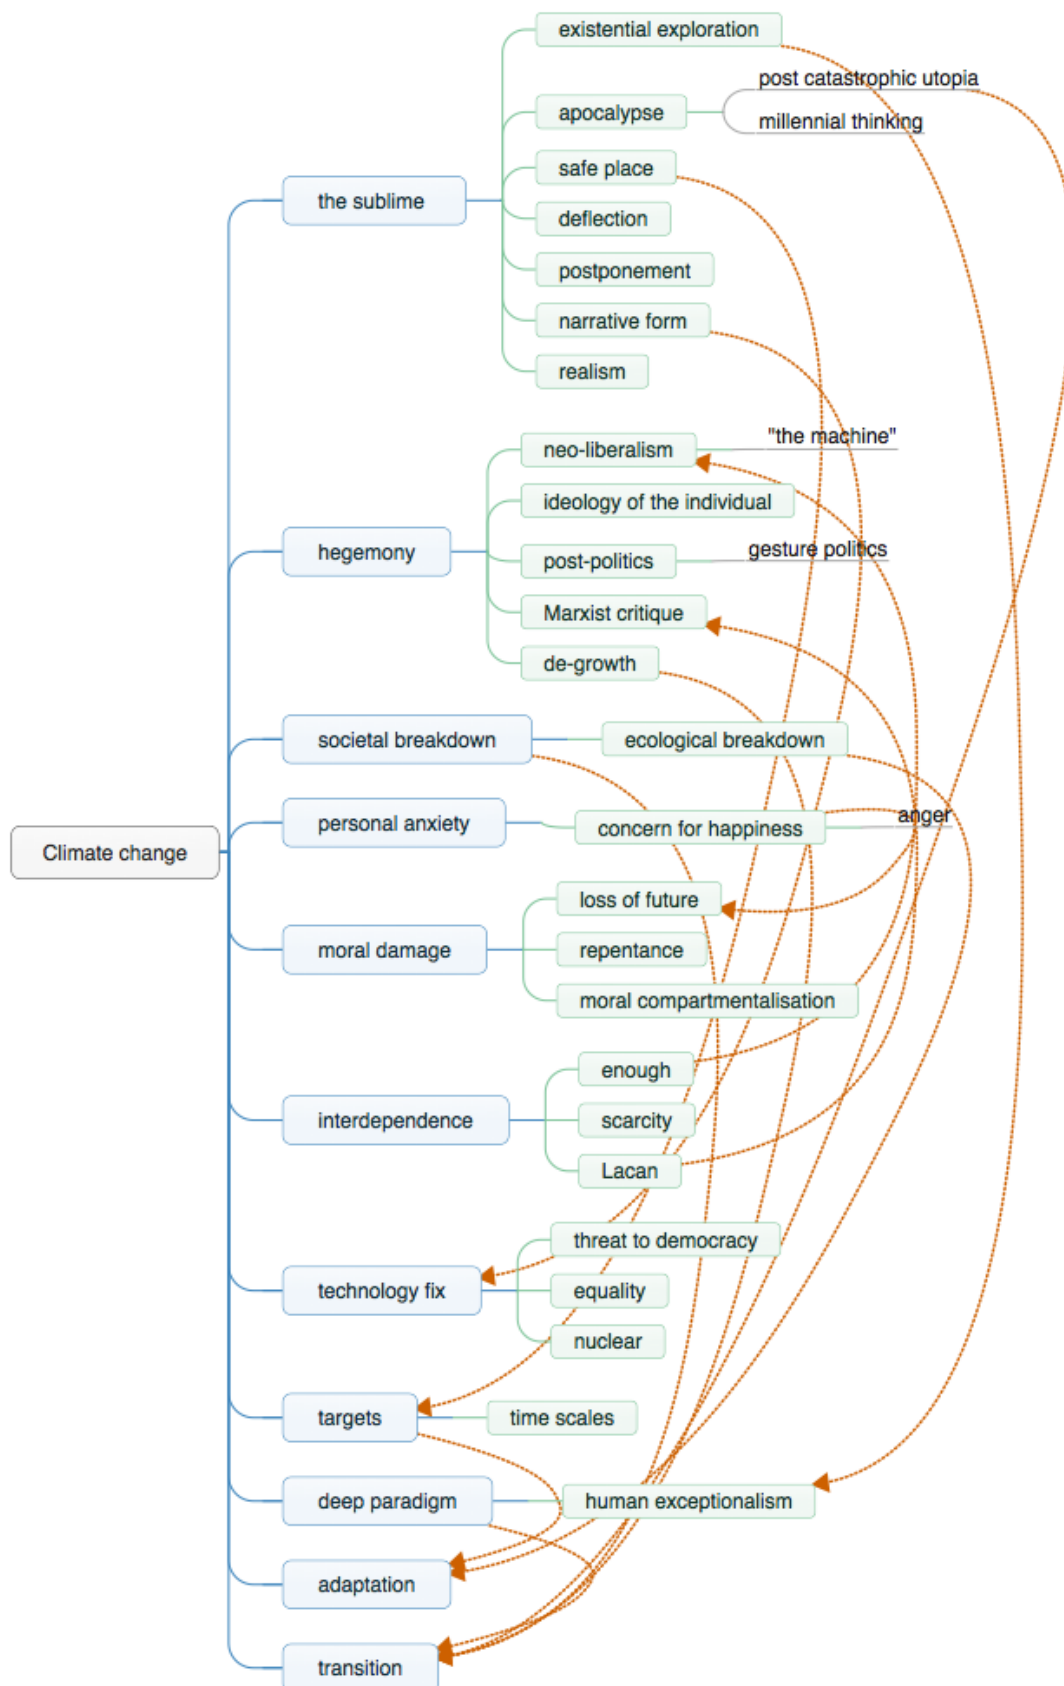 Climate change
the sublime
existential exploration
apocalypse
post catastrophic utopia
millennial thinking
safe place
deflection
postponement
narrative form
realism
hegemony
neo-liberalism
"the machine"
ideology of the individual
post-politics
gesture politics
Marxist critique
de-growth
societal breakdown
ecological breakdown
personal anxiety
concern for happiness
anger
moral damage
loss of future
repentance
moral compartmentalisation
interdependence
enough
scarcity
Lacan
technology fix
threat to democracy
equality
nuclear
targets
time scales
deep paradigm
human exceptionalism
adaptation
transition